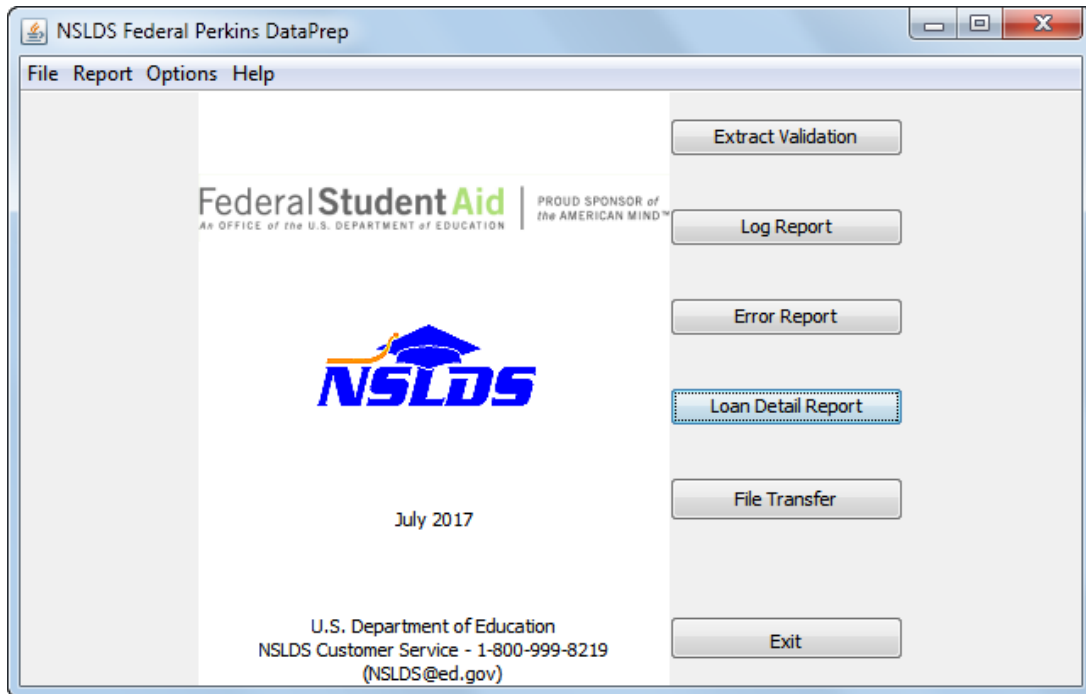 NSLDS Federal Perkins DataPrep
File Report Options Help
Extract Validation
Federal Student Aid
An OFFICE of the U.S. DEPARTMENT of EDUCATION
PROUD SPONSOR of
the AMERICAN MIND™
Log Report
Error Report
NSLDS
Loan Detail Report
File Transfer
July 2017
U.S. Department of Education
NSLDS Customer Service - 1-800-999-8219
(NSLDS@ed.gov)
Exit